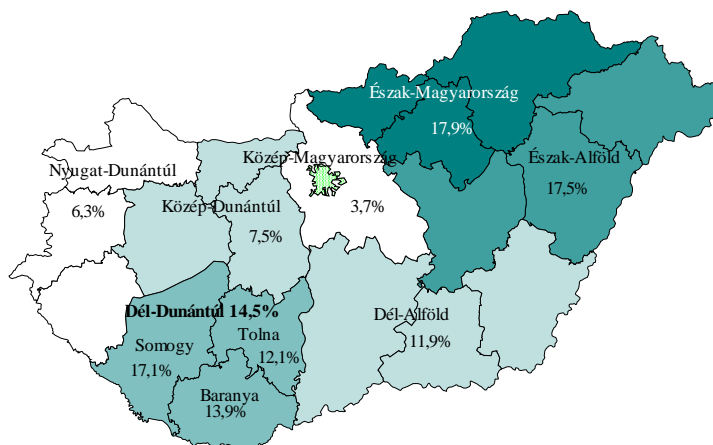 Észak-Magyarország
17,9%
Közép-Magyarország
3,7%
Észak-Alföld
17,5%
Nyugat-Dunántúl
6,3%
Közép-Dunántúl
7,5%
Dél-Dunántúl 14,5%
Somogy
17,1%
Tolna
12,1%
Baranya
13,9%
Dél-Alföld
11,9%